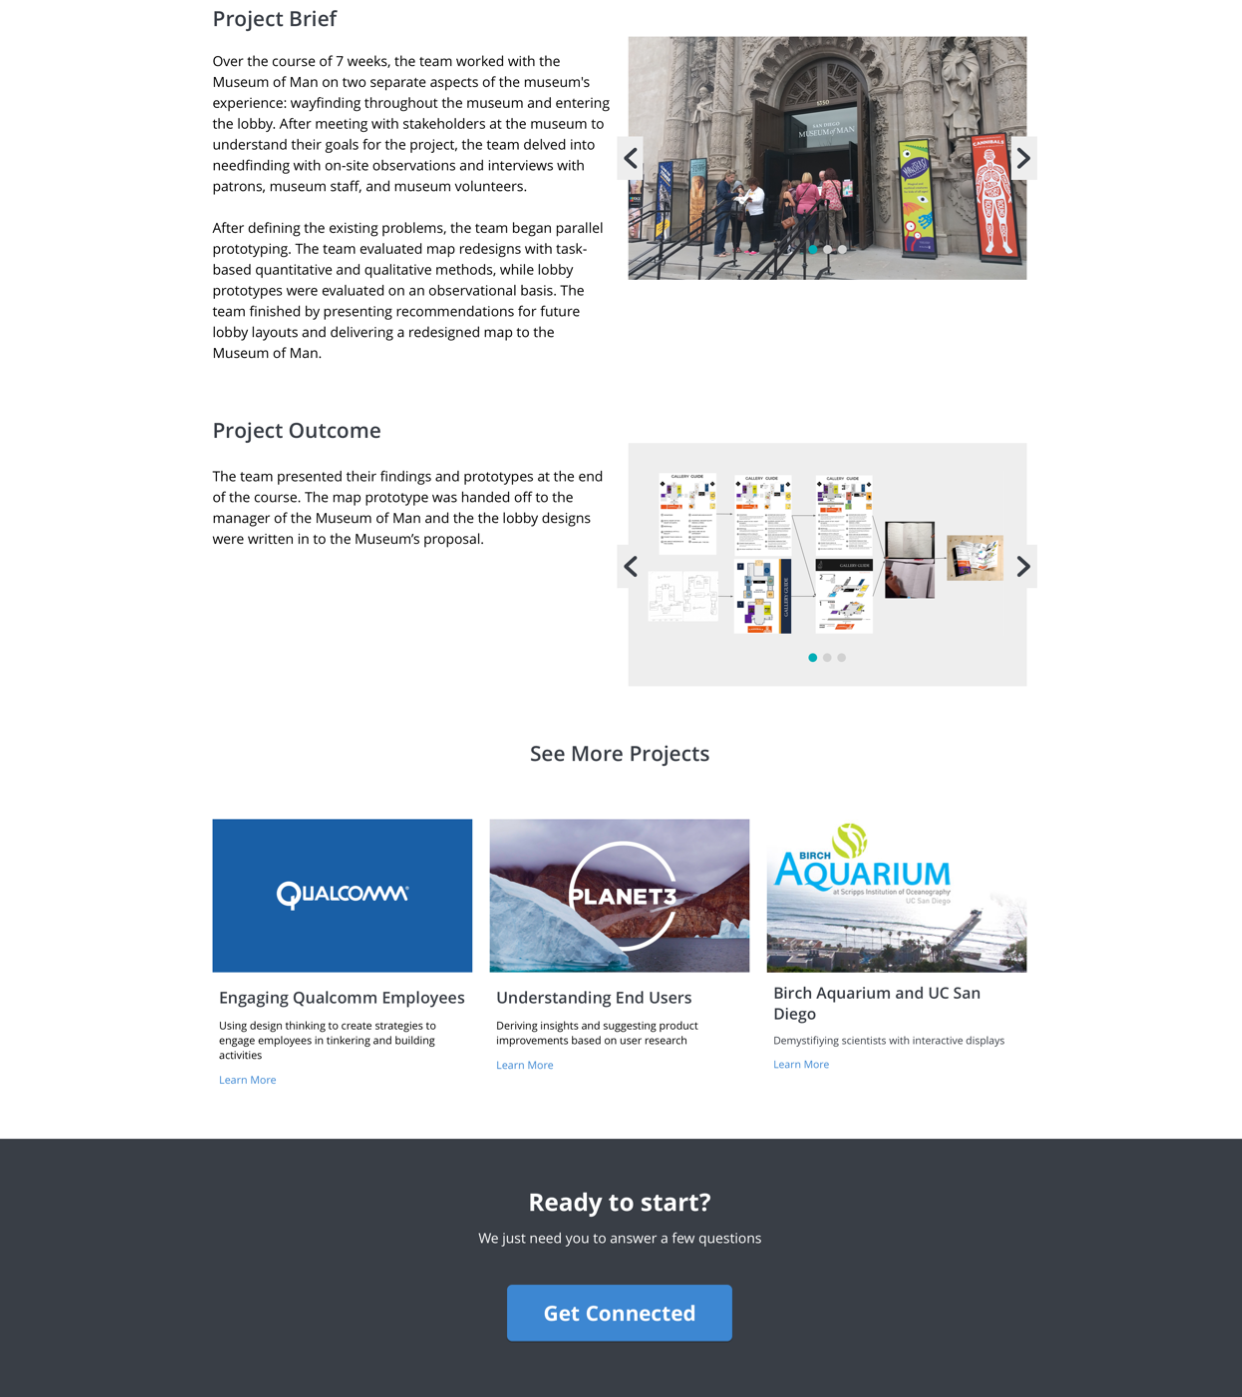 Project Brief
Over the course of 7 weeks, the team worked with the
Museum of Man on two separate aspects of the museum's
experience: wayfinding throughout the museum and entering
the lobby. After meeting with stakeholders at the museum to
understand their goals for the project, the team delved into
needfinding with on-site observations and interviews with
patrons, museum staff, and museum volunteers.
After defining the existing problems, the team began parallel
prototyping. The team evaluated map redesigns with task-
based quantitative and qualitative methods, while lobby
prototypes were evaluated on an observational basis. The
team finished by presenting recommendations for future
lobby layouts and delivering a redesigned map to the
Museum of Man.
1350
SAN DIEGO
MUSEUM of MAN
CANNIBALS
Project Outcome
The team presented their findings and prototypes at the end
of the course. The map prototype was handed off to the
manager of the Museum of Man and the the lobby designs
were written in to the Museum’s proposal.
GALLERY GUIDE
GALLERY GUIDE
GALLERY GUIDE
GALLERY GUIDE
GALLERY GUIDE
See More Projects
QUALCOMM
PLANET3
BIRCH
AQUARIUM
at Scripps Institution of Oceanography
UC San Diego
Engaging Qualcomm Employees
Using design thinking to create strategies to
engage employees in tinkering and building
activities
Learn More
Understanding End Users
Deriving insights and suggesting product
improvements based on user research
Learn More
Birch Aquarium and UC San
Diego
Demystifiying scientists with interactive displays
Learn More
Ready to start?
We just need you to answer a few questions
Get Connected